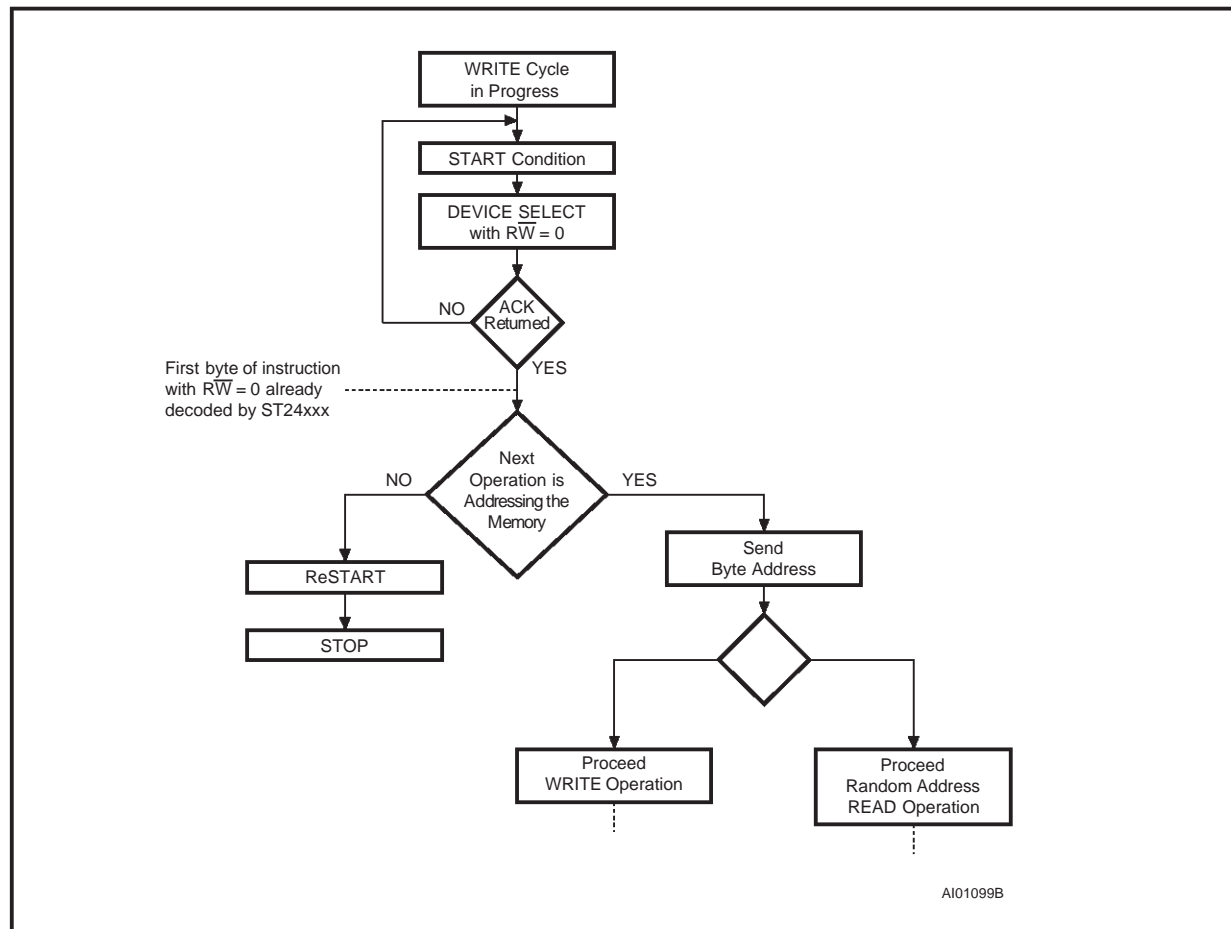 WRITE Cycle
in Progress
START Condition
DEVICE SELECT
with RW̅ = 0
NO
ACK
Returned
YES
First byte of instruction
with RW̅ = 0 already
decoded by ST24xxx
Next
Operation is
Addressing the
Memory
NO
YES
Send
Byte Address
ReSTART
STOP
Proceed
WRITE Operation
Proceed
Random Address
READ Operation
AI01099B